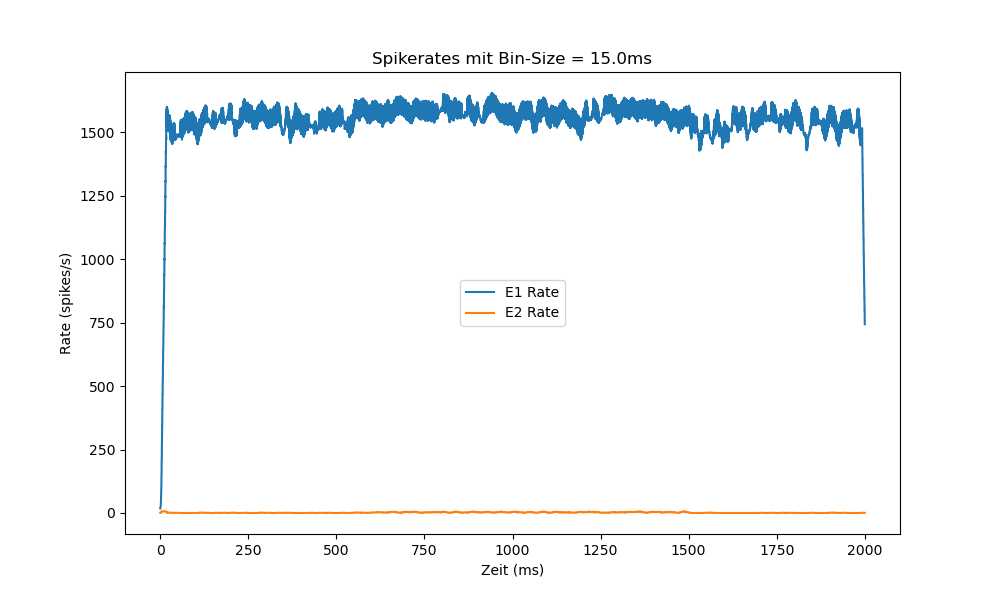 Spikerates mit Bin-Size = 15.0ms
Rate (spikes/s)
1500
1250
1000
750
500
250
0
E1 Rate
E2 Rate
0 250 500 750 1000 1250 1500 1750 2000
Zeit (ms)